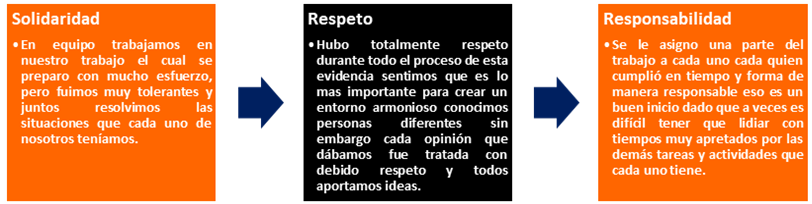 Solidaridad
•En equipo trabajamos en
nuestro trabajo el cual se
preparo con mucho esfuerzo,
pero fuimos muy tolerantes y
juntos resolvimos las
situaciones que cada uno de
nosotros teníamos.
Respeto
•Hubo totalmente respeto
durante todo el proceso de esta
evidencia sentimos que es lo
mas importante para crear un
entorno armonioso conocimos
personas diferentes sin
embargo cada opinión que
dábamos fue tratada con
debido respeto y todos
aportamos ideas.
Responsabilidad
•Se le asigno una parte del
trabajo a cada uno cada quien
cumplió en tiempo y forma de
manera responsable eso es un
buen inicio dado que a veces es
difícil tener que lidiar con
tiempos muy apretados por las
demás tareas y actividades que
cada uno tiene.